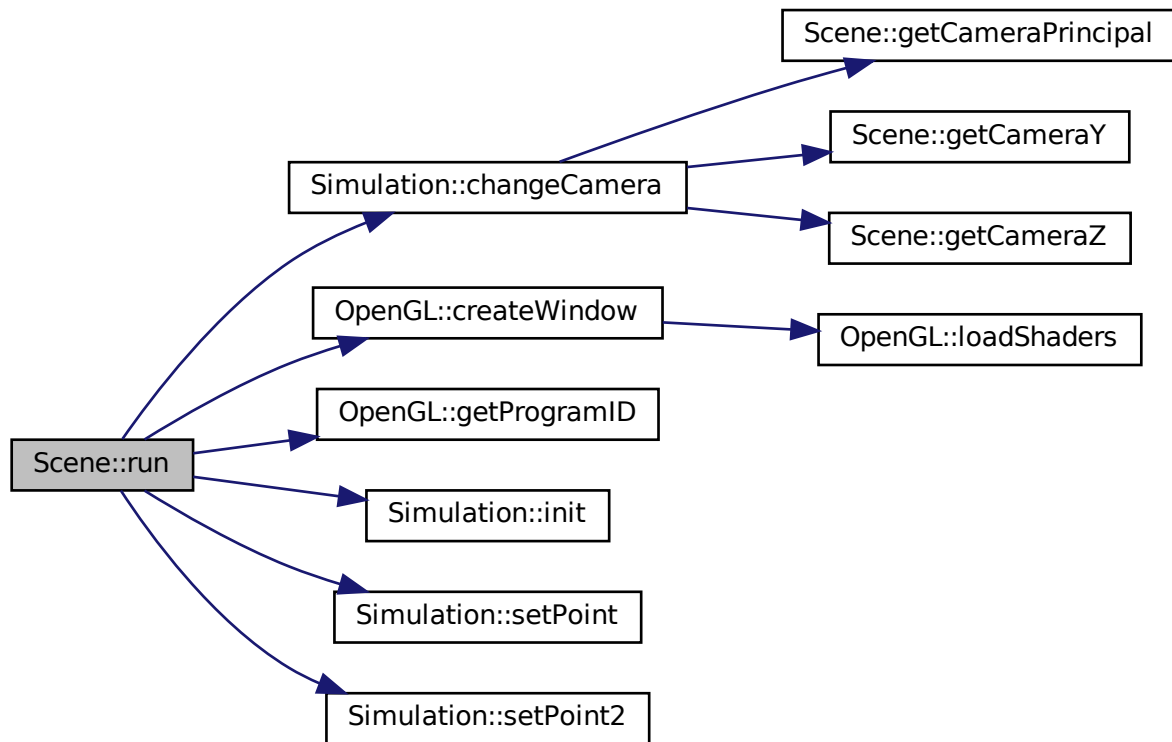 Scene::getCameraPrincipal
Scene::getCameraY
Simulation::changeCamera
Scene::getCameraZ
OpenGL::createWindow
OpenGL::loadShaders
OpenGL::getProgramID
Scene::run
Simulation::init
Simulation::setPoint
Simulation::setPoint2